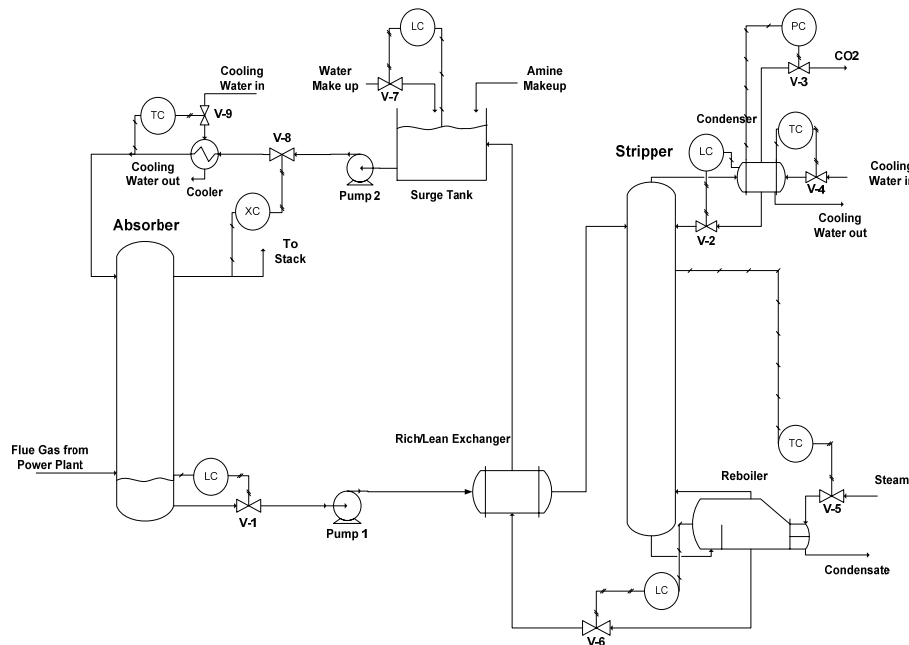 LC
PC
CO2
V-3
Cooling
Water in
Water
Make up
V-7
Amine
Makeup
TC
V-9
V-8
Condenser
TC
LC
Stripper
Cooling
V-4
Cooling
Water out
Cooler
Pump 2
Surge Tank
Cooling
Water out
V-2
XC
Absorber
To
Stack
Rich/Lean Exchanger
TC
Flue Gas from
Power Plant
LC
V-1
Pump 1
Reboiler
Steam
V-5
Condensate
LC
V-6